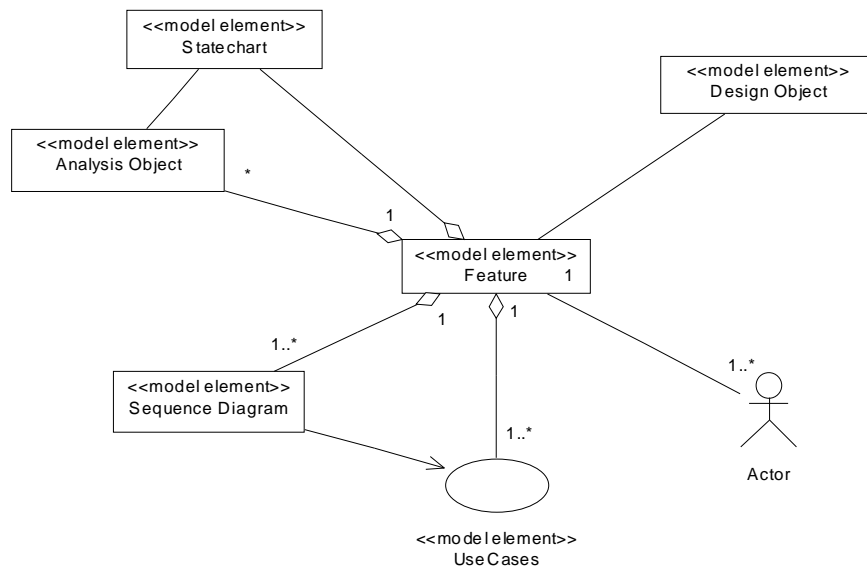 <<model element>>
Statechart
<<model element>>
Design Object
<<model element>>
Analysis Object
*
1
<<model element>>
Feature 1
1
1
1..*
1..*
<<model element>>
Sequence Diagram
1..*
Actor
<<model element>>
UseCases